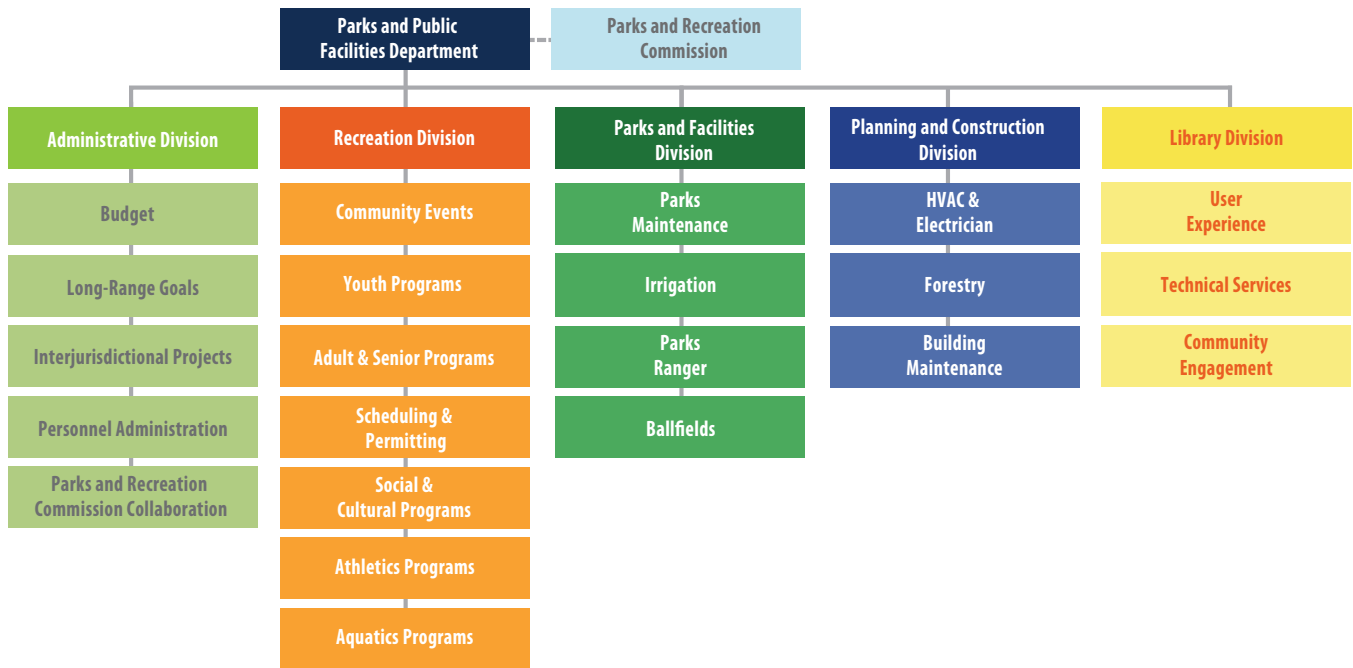 Parks and Public
Facilities Department
Parks and Recreation
Commission
Administrative Division
Budget
Long-Range Goals
Interjurisdictional Projects
Personnel Administration
Parks and Recreation
Commission Collaboration
Recreation Division
Community Events
Youth Programs
Adult & Senior Programs
Scheduling &
Permitting
Social &
Cultural Programs
Athletics Programs
Aquatics Programs
Parks and Facilities
Division
Parks
Maintenance
Irrigation
Parks
Ranger
Ballfields
Planning and Construction
Division
HVAC &
Electrician
Forestry
Building
Maintenance
Library Division
User
Experience
Technical Services
Community
Engagement